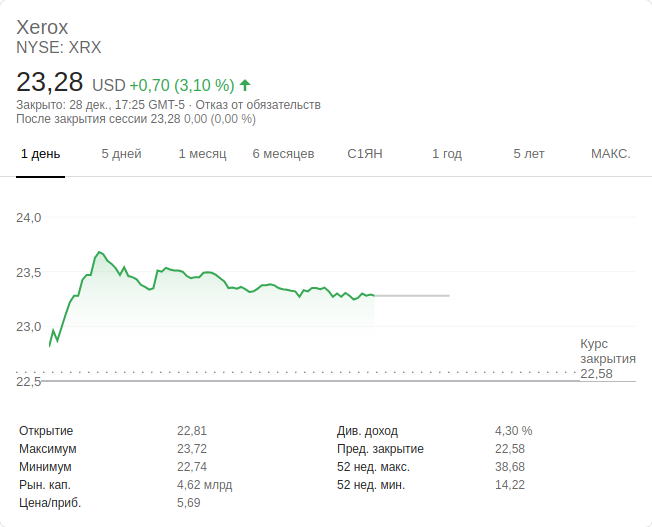 Xerox
NYSE: XRX
23,28 USD +0,70 (3,10 %)
Закрыто: 28 дек., 17:25 GMT-5 · Отказ от обязательств
После закрытия сессии 23,28 0,00 (0,00 %)
1 день 5 дней 1 месяц 6 месяцев С1ЯН 1 год 5 лет МАКС.
24,0
23,5
23,0
Курс
закрытия
22,58
22,5
Открытие 22,81 Див. доход 4,30 %
Максимум 23,72 Пред. закрытие 22,58
Минимум 22,74 52 нед. макс. 38,68
Рын. кап. 4,62 млрд 52 нед. мин. 14,22
Цена/приб. 5,69